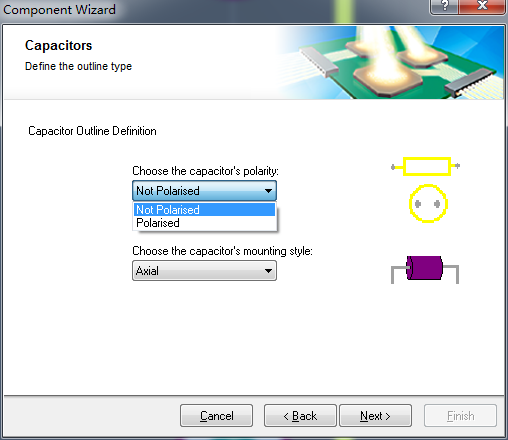 Component Wizard
?
Capacitors
Define the outline type
Capacitor Outline Definition
Choose the capacitor's polarity:
Not Polarised
Not Polarised
Polarised
Choose the capacitor's mounting style:
Axial
Cancel
< Back
Next >
Finish